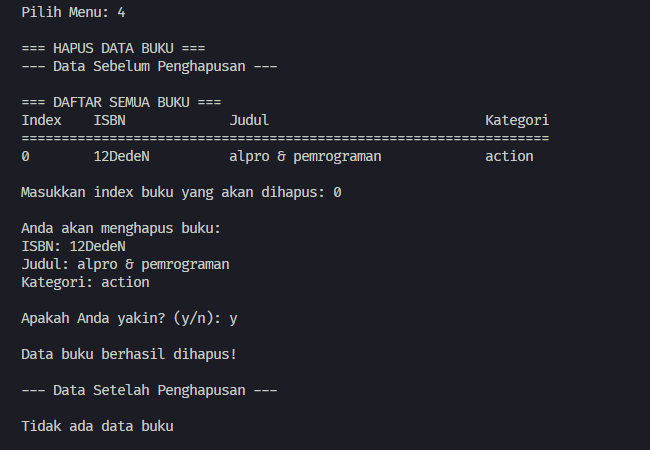 Pilih Menu: 4
=== HAPUS DATA BUKU ===
--- Data Sebelum Penghapusan ---
=== DAFTAR SEMUA BUKU ===
Index    ISBN             Judul                           Kategori
==================================================================
0        12DedeN          alpro & pemrograman             action
Masukkan index buku yang akan dihapus: 0
Anda akan menghapus buku:
ISBN: 12DedeN
Judul: alpro & pemrograman
Kategori: action
Apakah Anda yakin? (y/n): y
Data buku berhasil dihapus!
--- Data Setelah Penghapusan ---
Tidak ada data buku